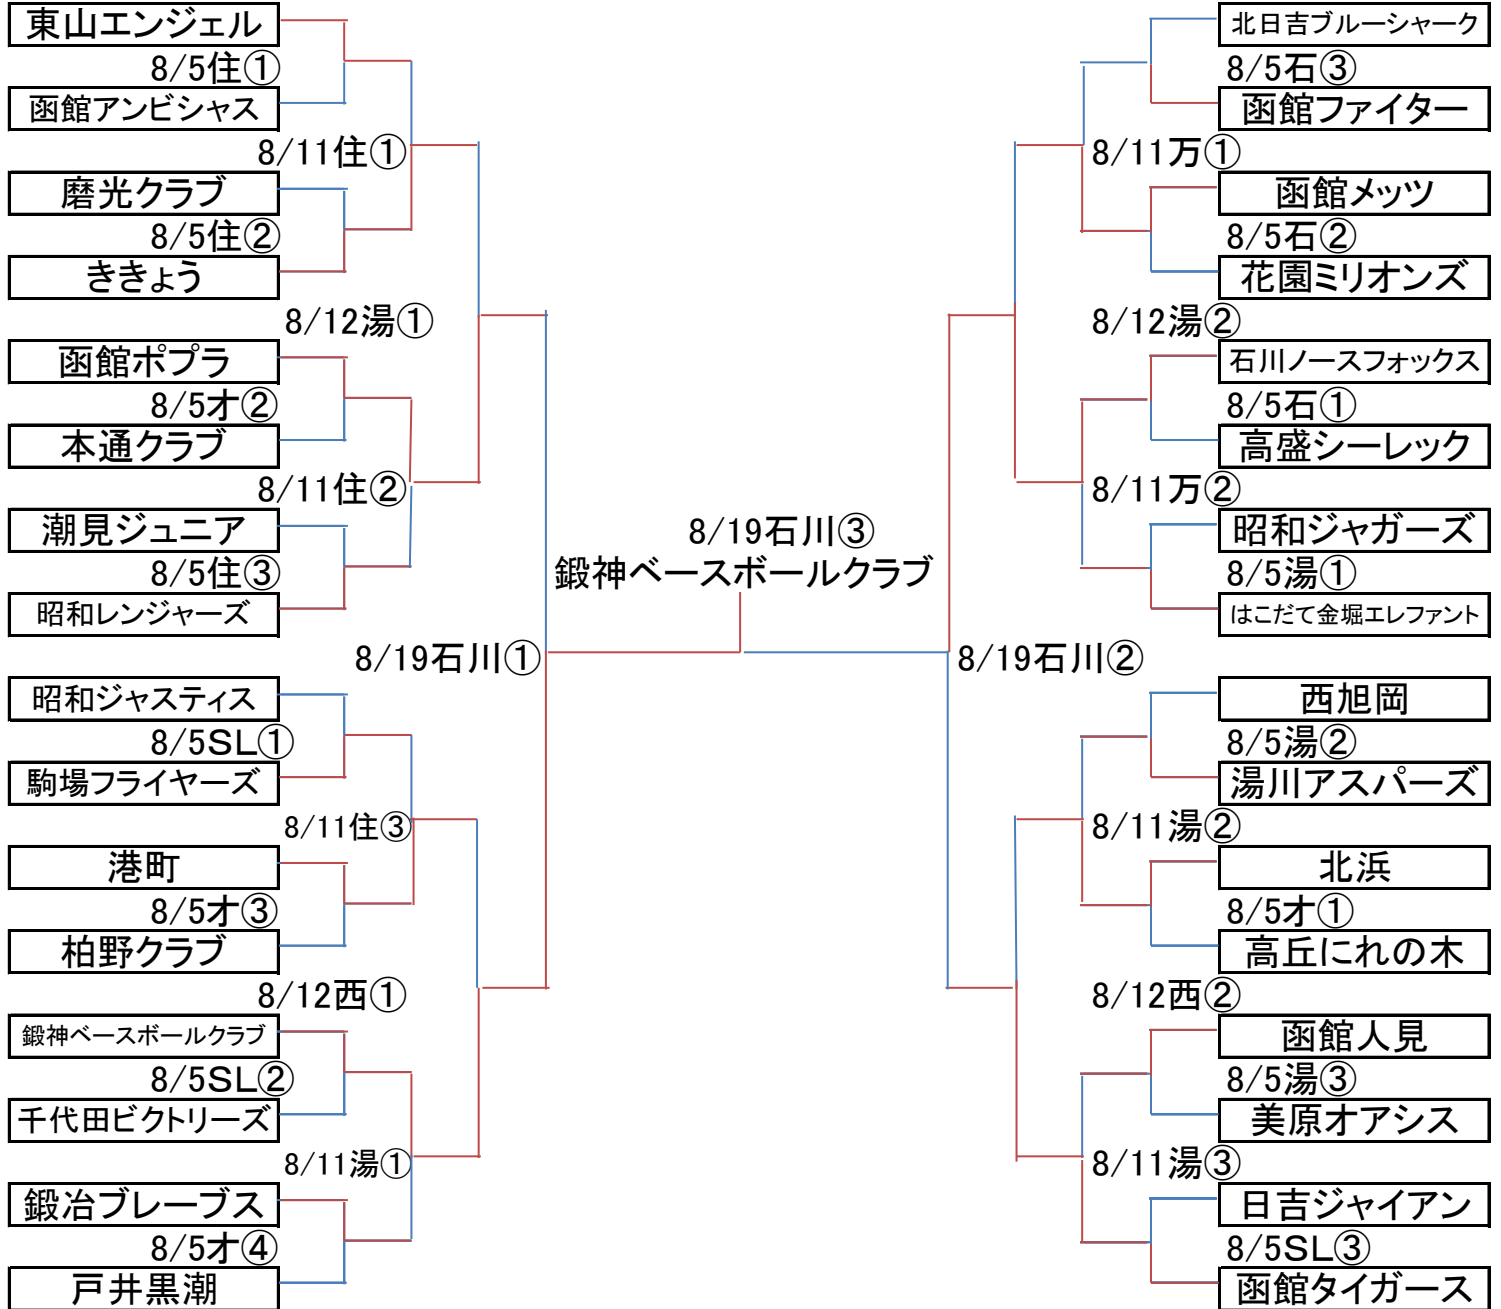 東山エンジェル
8/5住①
函館アンビシャス
8/11住①
磨光クラブ
8/5住②
ききょう
8/12湯①
函館ポプラ
8/5オ②
本通クラブ
8/11住②
潮見ジュニア
8/5住③
昭和レンジャーズ
8/19石川①
昭和ジャスティス
8/5SL①
駒場フライヤーズ
8/11住③
港町
8/5オ③
柏野クラブ
8/12西①
鍛神ベースボールクラブ
8/5SL②
千代田ビクトリーズ
8/11湯①
鍛冶ブレーブス
8/5オ④
戸井黒潮
8/19石川③
鍛神ベースボールクラブ
北日吉ブルーシャーク
8/5石③
函館ファイター
8/11万①
函館メッツ
8/5石②
花園ミリオンズ
8/12湯②
石川ノースフォックス
8/5石①
高盛シーレック
8/11万②
昭和ジャガーズ
8/5湯①
はこだて金堀エレファント
8/19石川②
西旭岡
8/5湯②
湯川アスパーズ
8/11湯②
北浜
8/5オ①
高丘にれの木
8/12西②
函館人見
8/5湯③
美原オアシス
8/11湯③
日吉ジャイアン
8/5SL③
函館タイガース